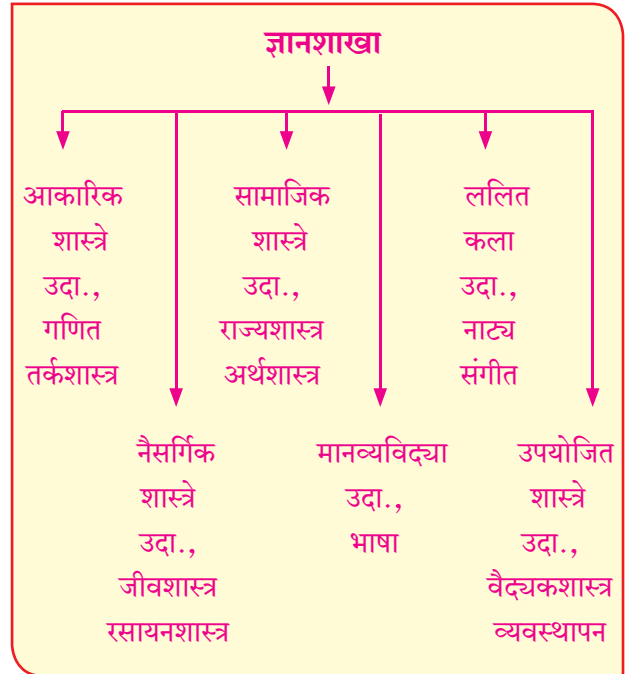 ज्ञानशाखा
आकारिक
शास्त्रे
उदा.,
गणित
तर्कशास्त्र
सामाजिक
शास्त्रे
उदा.,
राज्यशास्त्र
अर्थशास्त्र
ललित
कला
उदा.,
नाट्य
संगीत
नैसर्गिक
शास्त्रे
उदा.,
जीवशास्त्र
रसायनशास्त्र
मानव्यविद्या
उदा.,
भाषा
उपयोजित
शास्त्रे
उदा.,
वैद्यकशास्त्र
व्यवस्थापन